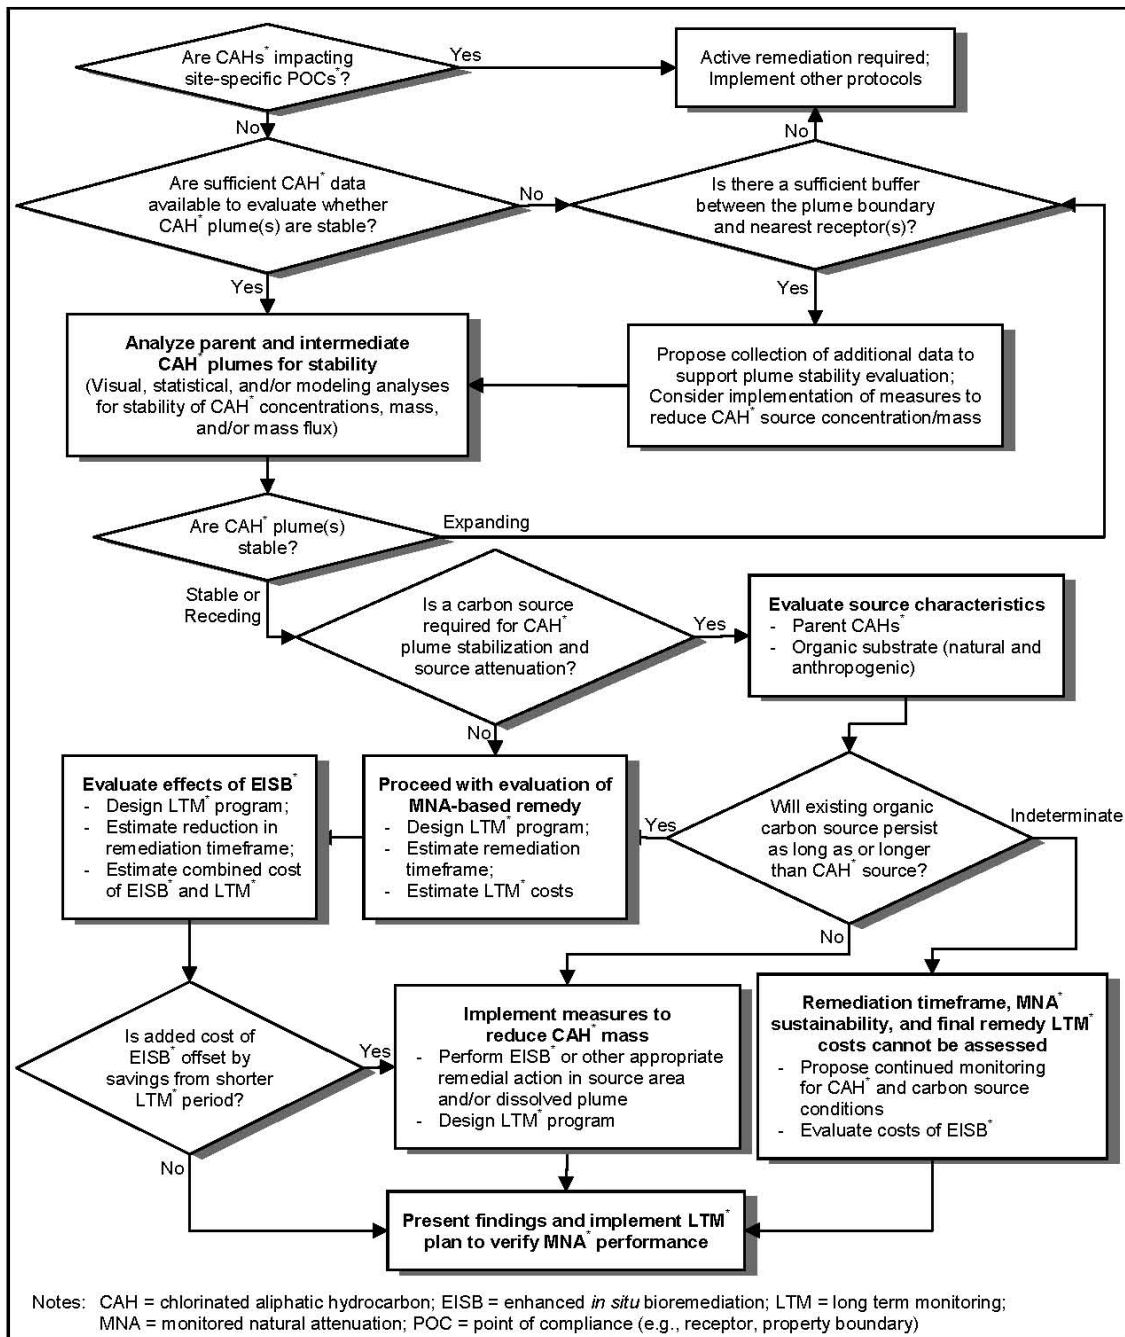 Are CAHs* impacting
site-specific POCs*?
Yes
Active remediation required;
Implement other protocols
No
No
Are sufficient CAH* data
available to evaluate whether
CAH* plume(s) are stable?
No
Is there a sufficient buffer
between the plume boundary
and nearest receptor(s)?
Yes
Yes
Analyze parent and intermediate
CAH* plumes for stability
(Visual, statistical, and/or modeling analyses
for stability of CAH* concentrations, mass,
and/or mass flux)
Propose collection of additional data to
support plume stability evaluation;
Consider implementation of measures to
reduce CAH* source concentration/mass
Are CAH* plume(s)
stable?
Expanding
Stable or
Receding
Is a carbon source
required for CAH*
plume stabilization and
source attenuation?
Yes
Evaluate source characteristics
- Parent CAHs*
- Organic substrate (natural and
anthropogenic)
No
Evaluate effects of EISB*
- Design LTM* program;
- Estimate reduction in
remediation timeframe;
- Estimate combined cost
of EISB* and LTM*
Proceed with evaluation of
MNA-based remedy
- Design LTM* program;
- Estimate remediation
timeframe;
- Estimate LTM* costs
Yes
Will existing organic
carbon source persist
as long as or longer
than CAH* source?
Indeterminate
No
Is added cost of
EISB* offset by
savings from shorter
LTM* period?
Yes
Implement measures to
reduce CAH* mass
- Perform EISB* or other appropriate
remedial action in source area
and/or dissolved plume
- Design LTM* program
Remediation timeframe, MNA*
sustainability, and final remedy LTM*
costs cannot be assessed
- Propose continued monitoring
for CAH* and carbon source
conditions
- Evaluate costs of EISB*
No
Present findings and implement LTM*
plan to verify MNA* performance
Notes: CAH = chlorinated aliphatic hydrocarbon; EISB = enhanced in situ bioremediation; LTM = long term monitoring;
MNA = monitored natural attenuation; POC = point of compliance (e.g., receptor, property boundary)